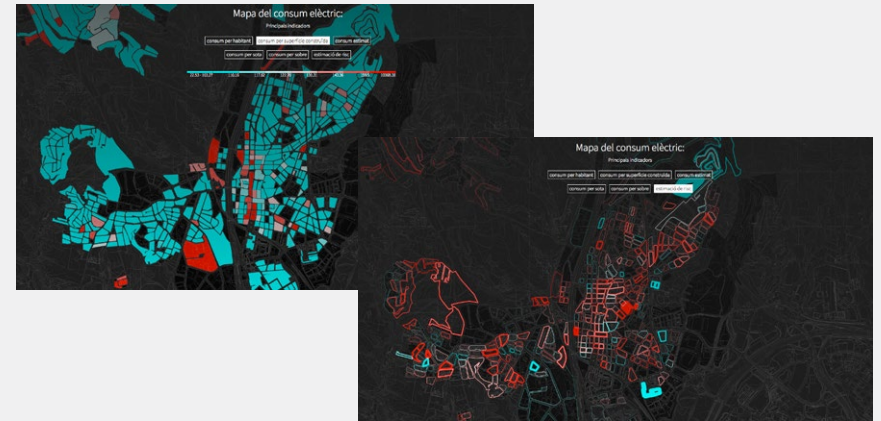 Mapa del consum elèctric:
Principals indicadors
consum per habitant consum per superfície construïda consum estimat
consum per sota consum per sobre estimació de risc
Mapa del consum elèctric:
Principals indicadors
consum per habitant consum per superfície construïda consum estimat
consum per sota consum per sobre estimació de risc